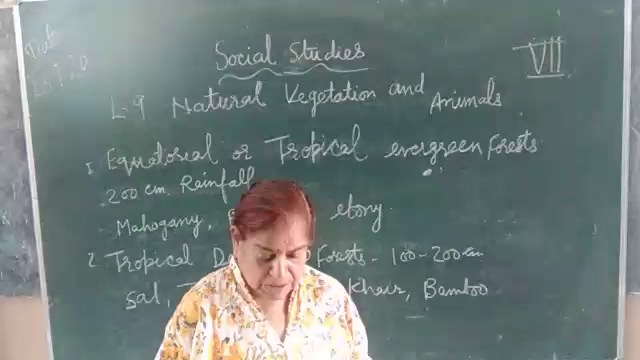 Social Studies
VII
L-9 Natural Vegetation and Animals
1. Equatorial or Tropical evergreen Forests
200 cm. Rainfall
Mahogany, ebony
2. Tropical Forests - 100-200 cm
Sal, Khair, Bamboo